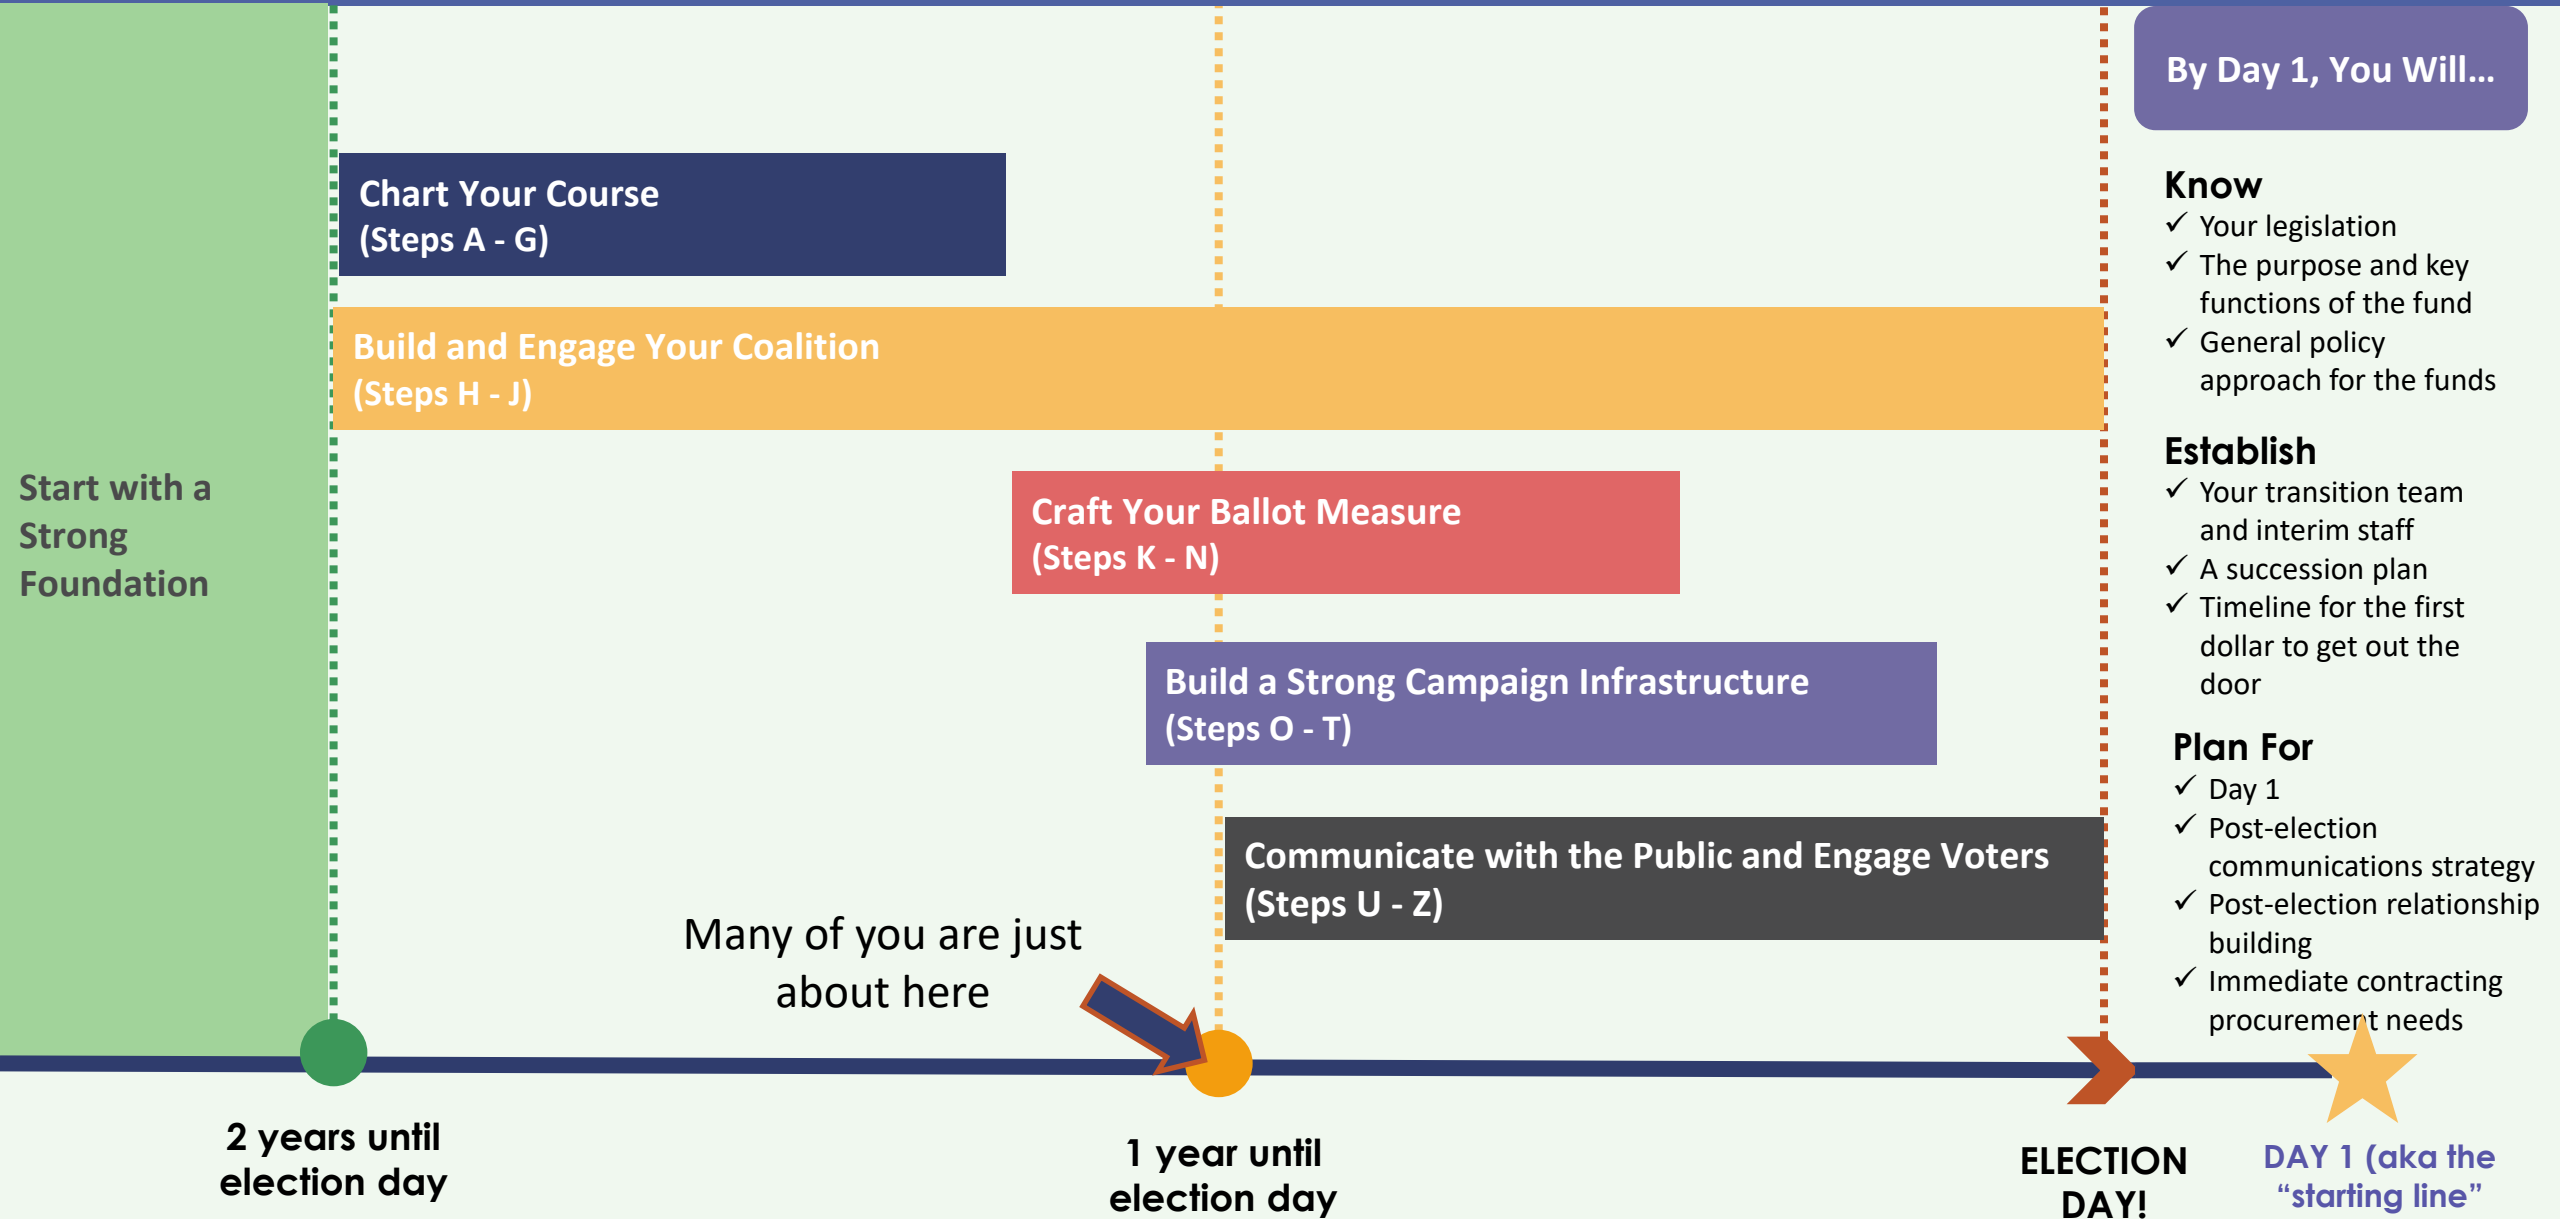 Start with a
Strong
Foundation
Chart Your Course
(Steps A - G)
Build and Engage Your Coalition
(Steps H - J)
Craft Your Ballot Measure
(Steps K - N)
Build a Strong Campaign Infrastructure
(Steps O - T)
Communicate with the Public and Engage Voters
(Steps U - Z)
Many of you are just
about here
2 years until
election day
1 year until
election day
ELECTION
DAY!
DAY 1 (aka the
“starting line”
By Day 1, You Will...
Know
✓ Your legislation
✓ The purpose and key
functions of the fund
✓ General policy
approach for the funds
Establish
✓ Your transition team
and interim staff
✓ A succession plan
✓ Timeline for the first
dollar to get out the
door
Plan For
✓ Day 1
✓ Post-election
communications strategy
✓ Post-election relationship
building
✓ Immediate contracting
procurement needs